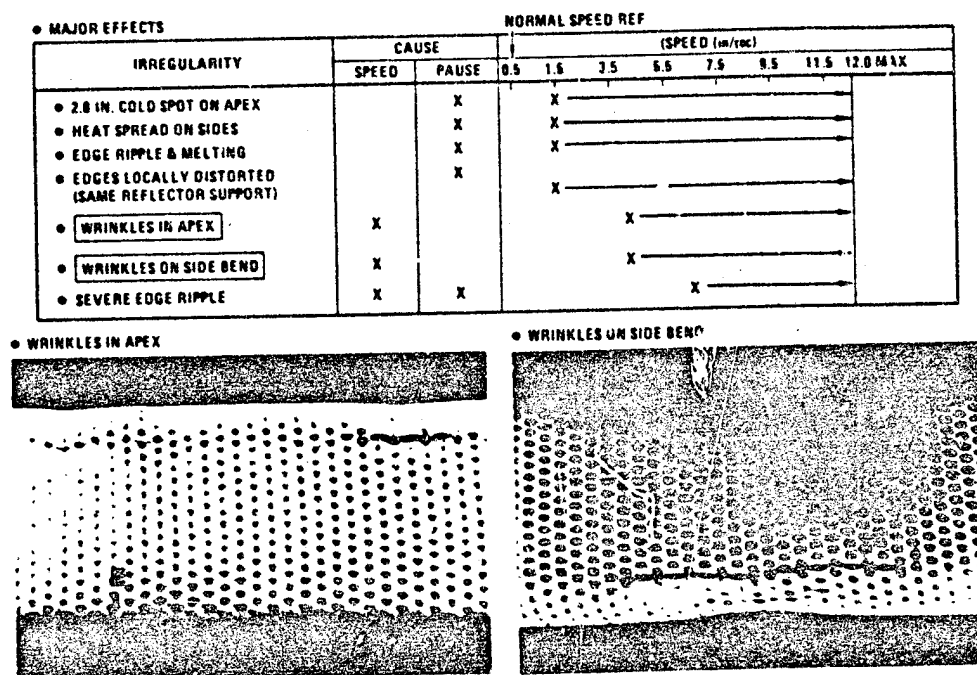 • MAJOR EFFECTS
NORMAL SPEED REF
IRREGULARITY
CAUSE
(SPEED (in/sec)
SPEED PAUSE 0.5 1.5 3.5 5.5 7.5 9.5 11.5 12.0 MAX
• 2.8 IN. COLD SPOT ON APEX X X
• HEAT SPREAD ON SIDES X X
• EDGE RIPPLE & MELTING X X
• EDGES LOCALLY DISTORTED X
(SAME REFLECTOR SUPPORT) X
• WRINKLES IN APEX X X
• WRINKLES ON SIDE BEND X X
• SEVERE EDGE RIPPLE X X X
• WRINKLES IN APEX
• WRINKLES ON SIDE BEND